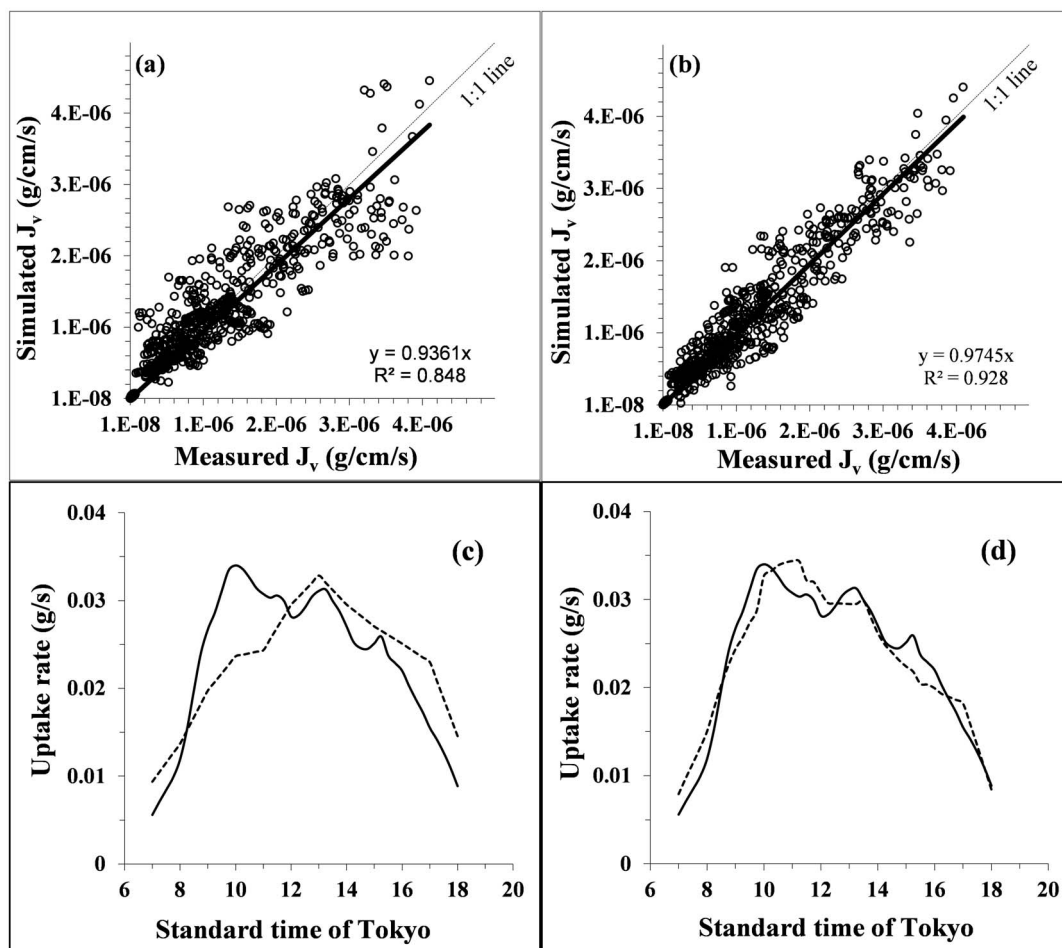 (a)
1:1 line
4.E-06
3.E-06
2.E-06
1.E-06
1.E-08
Simulated Jv (g/cm/s)
y = 0.9361x
R² = 0.848
1.E-08 1.E-06 2.E-06 3.E-06 4.E-06
Measured Jv (g/cm/s)
(b)
1:1 line
4.E-06
3.E-06
2.E-06
1.E-06
1.E-08
Simulated Jv (g/cm/s)
y = 0.9745x
R² = 0.928
1.E-08 1.E-06 2.E-06 3.E-06 4.E-06
Measured Jv (g/cm/s)
(c)
0.04
0.03
0.02
0.01
0
Uptake rate (g/s)
6 8 10 12 14 16 18 20
Standard time of Tokyo
(d)
0.04
0.03
0.02
0.01
0
Uptake rate (g/s)
6 8 10 12 14 16 18 20
Standard time of Tokyo